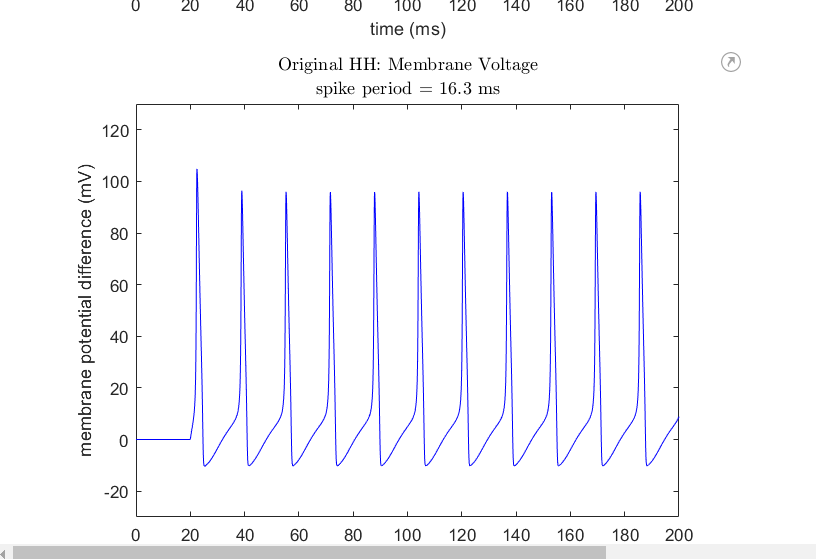 0 20 40 60 80 100 120 140 160 180 200
time (ms)
Original HH: Membrane Voltage
spike period = 16.3 ms
membrane potential difference (mV)
120
100
80
60
40
20
0
-20
0 20 40 60 80 100 120 140 160 180 200